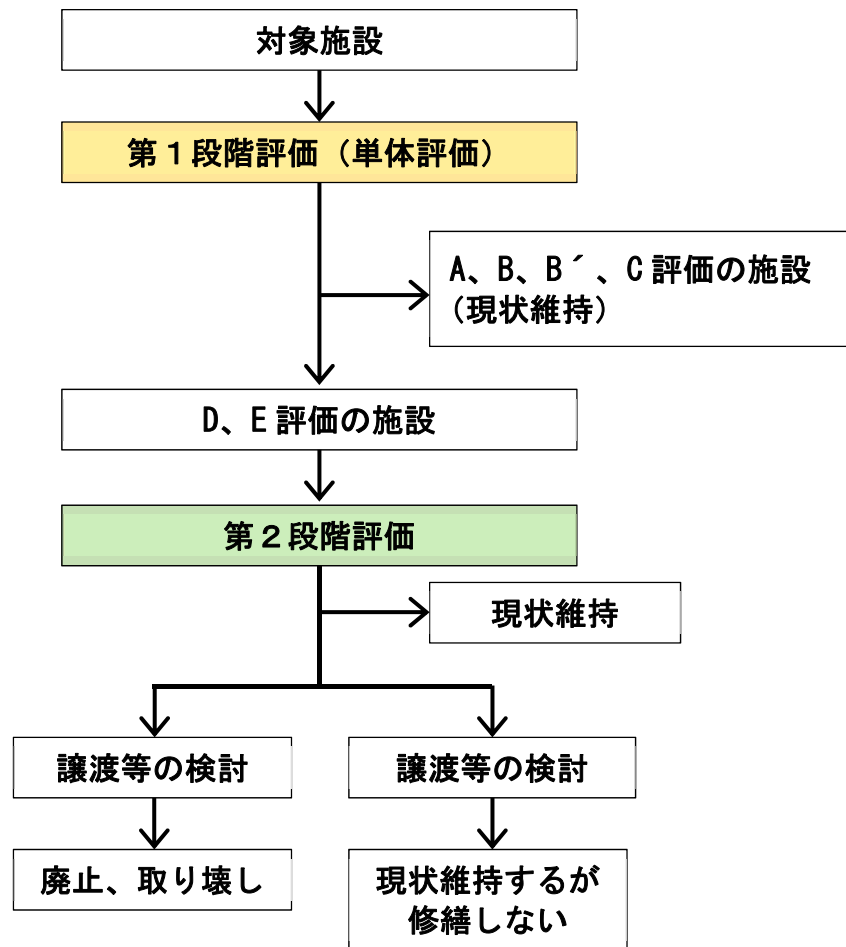 対象施設
第１段階評価（単体評価）
A、B、B´、C評価の施設
（現状維持）
D、E評価の施設
第２段階評価
現状維持
譲渡等の検討
譲渡等の検討
廃止、取り壊し
現状維持するが
修繕しない